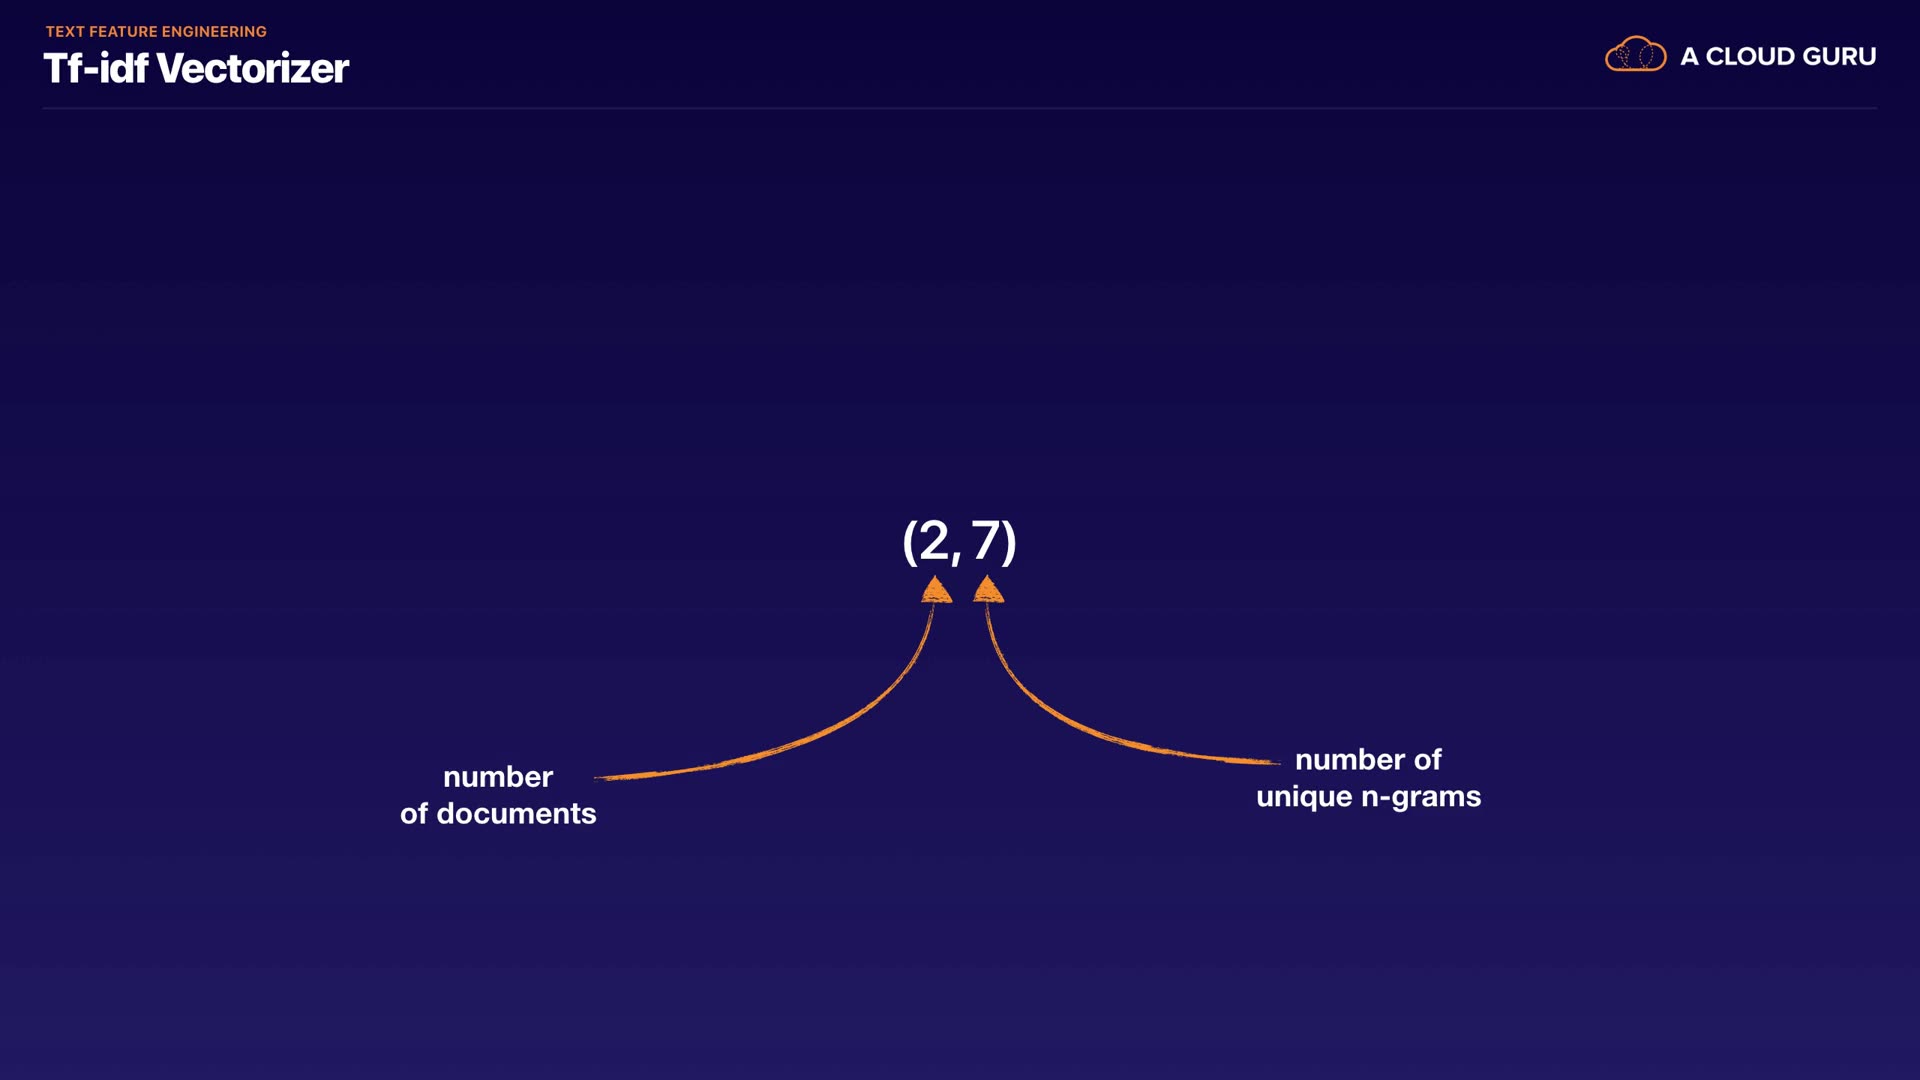 TEXT FEATURE ENGINEERING
Tf-idf Vectorizer
A CLOUD GURU
(2, 7)
number
of documents
number of
unique n-grams